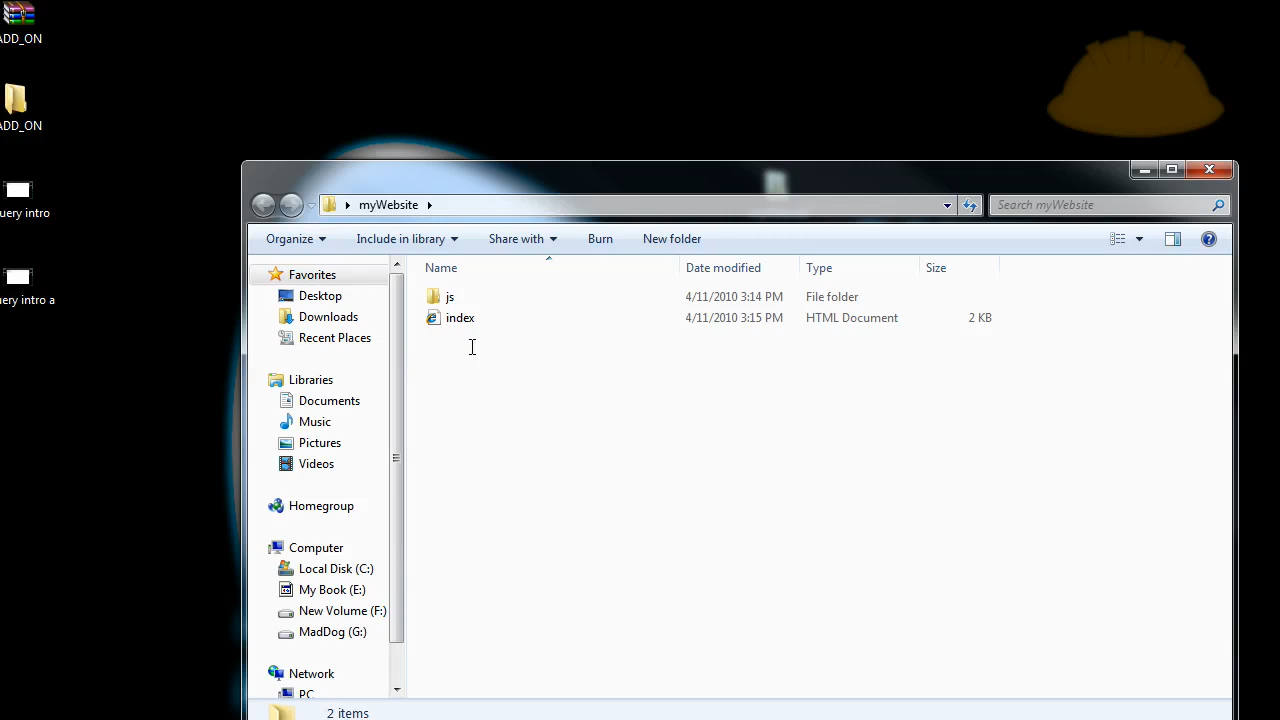 ADD_ON
ADD_ON
uery intro
uery intro a
myWebsite
Search myWebsite
Organize Include in library Share with Burn New folder
Name Date modified Type Size
js 4/11/2010 3:14 PM File folder
index 4/11/2010 3:15 PM HTML Document 2 KB
Favorites
Desktop
Downloads
Recent Places
Libraries
Documents
Music
Pictures
Videos
Homegroup
Computer
Local Disk (C:)
My Book (E:)
New Volume (F:)
MadDog (G:)
Network
PC
2 items